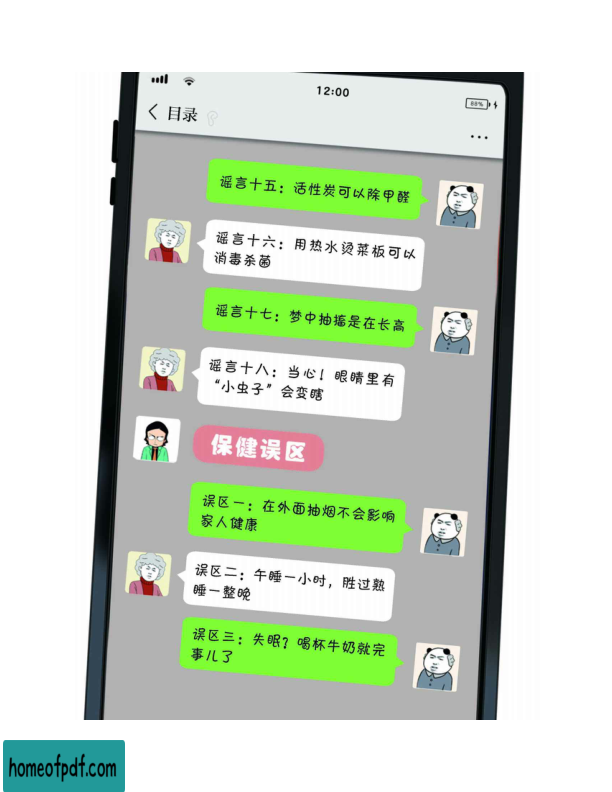 12:00
88%
目录
谣言十五：活性炭可以除甲醛
谣言十六：用热水烫菜板可以
消毒杀菌
谣言十七：梦中抽搐是在长高
谣言十八：当心！眼睛里有
“小虫子”会变瞎
保健误区
误区一：在外面抽烟不会影响
家人健康
误区二：午睡一小时，胜过熟
睡一整晚
误区三：失眠？喝杯牛奶就完
事儿了
homeofpdf.com